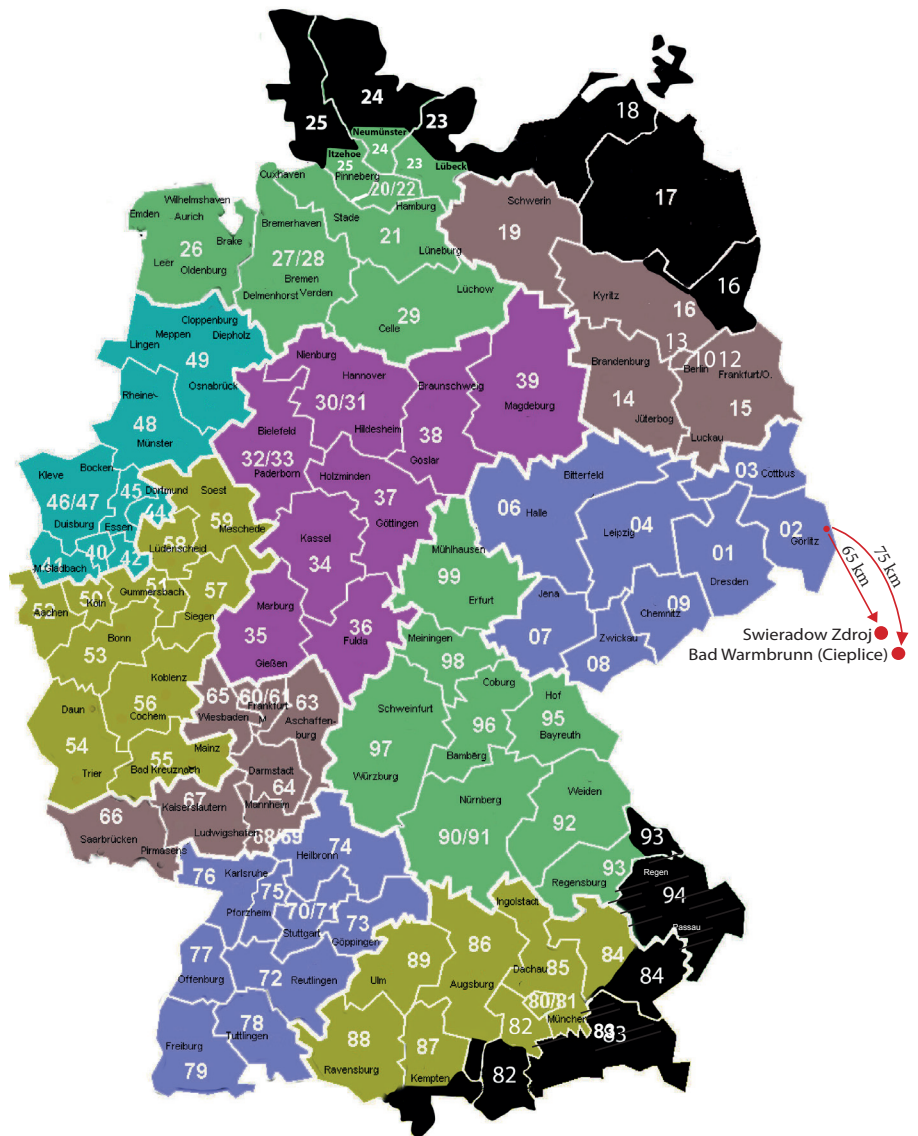 24
25
23
18
17
16
Neumünster
24
Itzehoe
25
23
Lübeck
Pinneberg
20/22
Hamburg
Cuxhaven
Stade
21
Lüneburg
Bremerhaven
27/28
Bremen
Delmenhorst
Verden
Wilhelmshaven
Emden
Aurich
Brake
26
Leer
Oldenburg
Lüchow
29
Celle
Schwerin
19
Kyritz
16
13
10
12
Berlin
Frankfurt/O.
Brandenburg
14
Jüterbog
15
Luckau
Cloppenburg
Meppen
Diepholz
Lingen
49
Osnabrück
Rheine
48
Münster
Nienburg
Hannover
30/31
Hildesheim
Braunschweig
38
Goslar
39
Magdeburg
Bielefeld
32/33
Paderborn
Holzminden
37
Göttingen
Kassel
34
Marburg
35
Gießen
36
Fulda
Bocken
Kleve
46/47
Duisburg
45
Essen
44
40
42
41
M.Gladbach
Dortmund
Soest
59
Meschede
58
Lüdenscheid
51
Gummersbach
57
Siegen
52
Aachen
50
Köln
Bonn
53
Koblenz
56
Cochem
Daun
54
Trier
55
Mainz
Bad Kreuznach
Bitterfeld
06
Halle
Leipzig
04
03
Cottbus
02
Görlitz
01
Dresden
Jena
07
Zwickau
08
Chemnitz
09
65 km
75 km
Swieradow Zdroj
Bad Warmbrunn (Cieplice)
Mühlhausen
99
Erfurt
Meiningen
98
Coburg
Hof
95
Bayreuth
96
Bamberg
Schweinfurt
97
Würzburg
Nürnberg
90/91
Weiden
92
93
Regensburg
65
Wiesbaden
60/61
Frankfurt
M
63
Aschaffen-
burg
Darmstadt
64
Mannheim
68/69
66
Saarbrücken
67
Kaiserslautern
Ludwigshafen
Pirmasens
74
Heilbronn
76
Karlsruhe
75
Pforzheim
70/71
Stuttgart
73
Göppingen
77
Offenburg
72
Reutlingen
78
Tuttlingen
Freiburg
79
Ingolstadt
86
Augsburg
89
Ulm
Dachau
85
84
80/81
München
82
88
Ravensburg
87
Kempten
93
Regen
94
Passau
84
83
83
82